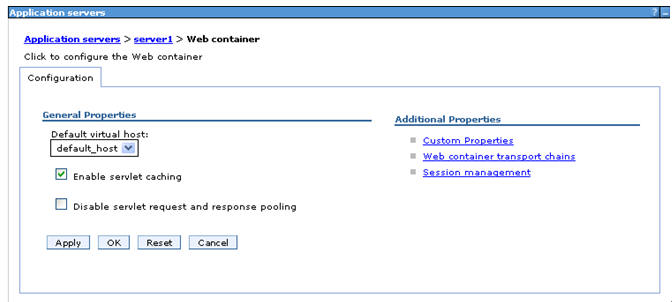 Application servers
? _
Application servers > server1 > Web container
Click to configure the Web container
Configuration
General Properties
Default virtual host:
default_host
Enable servlet caching
Disable servlet request and response pooling
Apply OK Reset Cancel
Additional Properties
Custom Properties
Web container transport chains
Session management